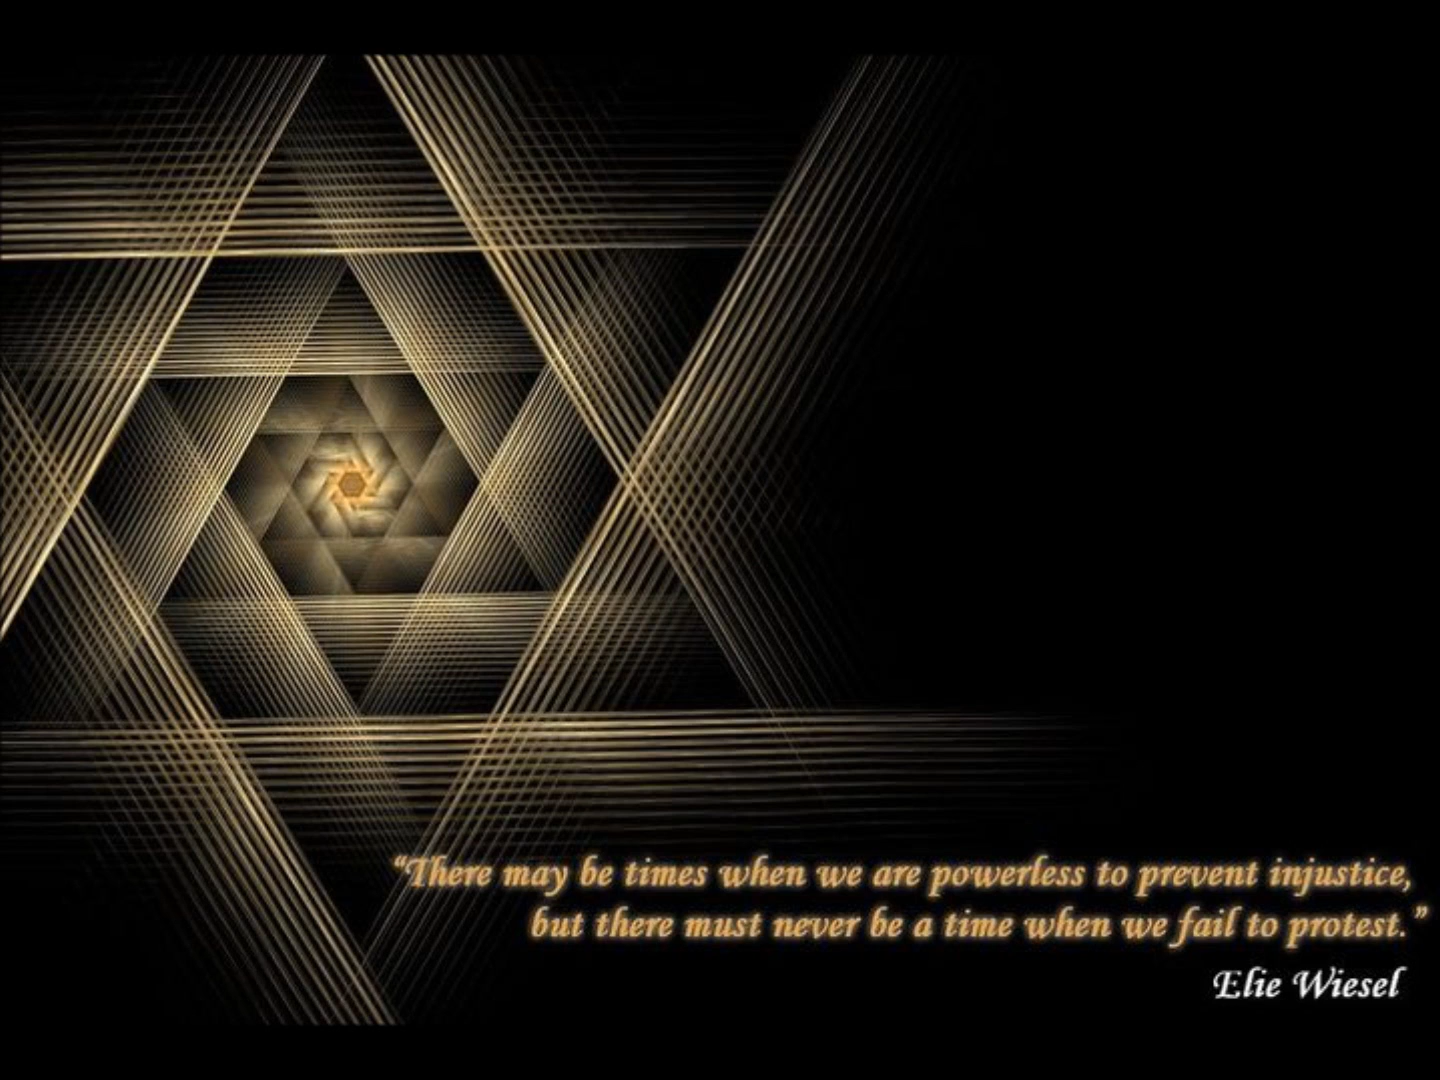 “There may be times when we are powerless to prevent injustice,
but there must never be a time when we fail to protest.”
Elie Wiesel